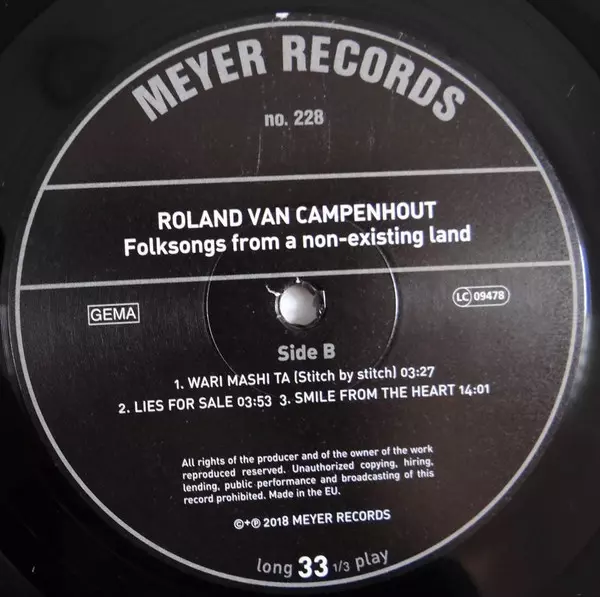 MEYER RECORDS
no. 228
ROLAND VAN CAMPENHOUT
Folksongs from a non-existing land
GEMA
LC 09478
Side B
1. WARI MASHI TA (Stitch by stitch) 03:27
2. LIES FOR SALE 03:53 3. SMILE FROM THE HEART 14:01
All rights of the producer and of the owner of the work
reproduced reserved. Unauthorized copying, hiring,
lending, public performance and broadcasting of this
record prohibited. Made in the EU.
©+℗ 2018 MEYER RECORDS
long 33 1/3 play